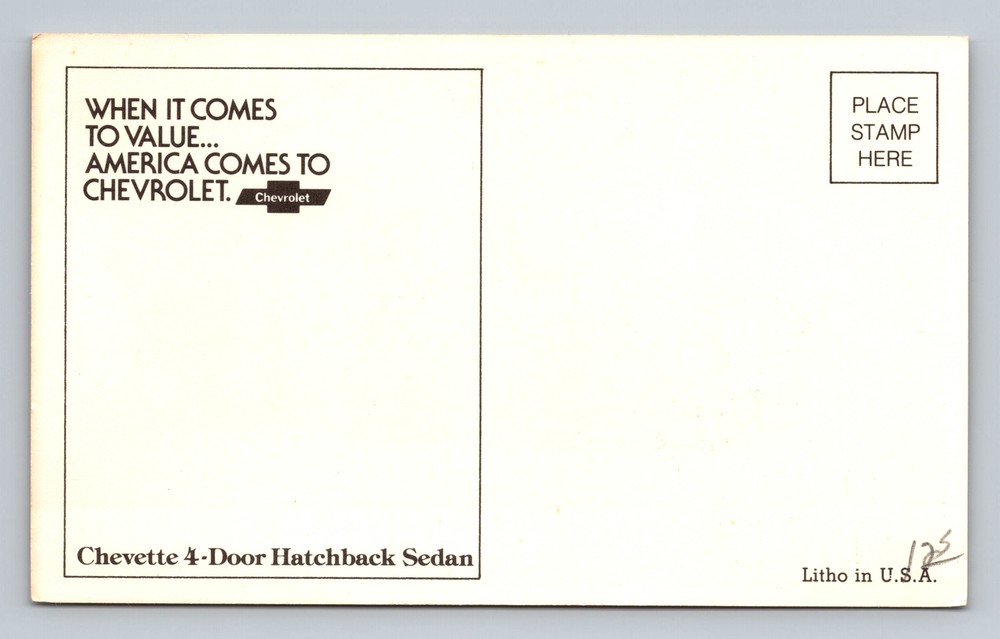 WHEN IT COMES
TO VALUE...
AMERICA COMES TO
CHEVROLET.
Chevrolet
PLACE
STAMP
HERE
Chevette 4-Door Hatchback Sedan
125
Litho in U.S.A.